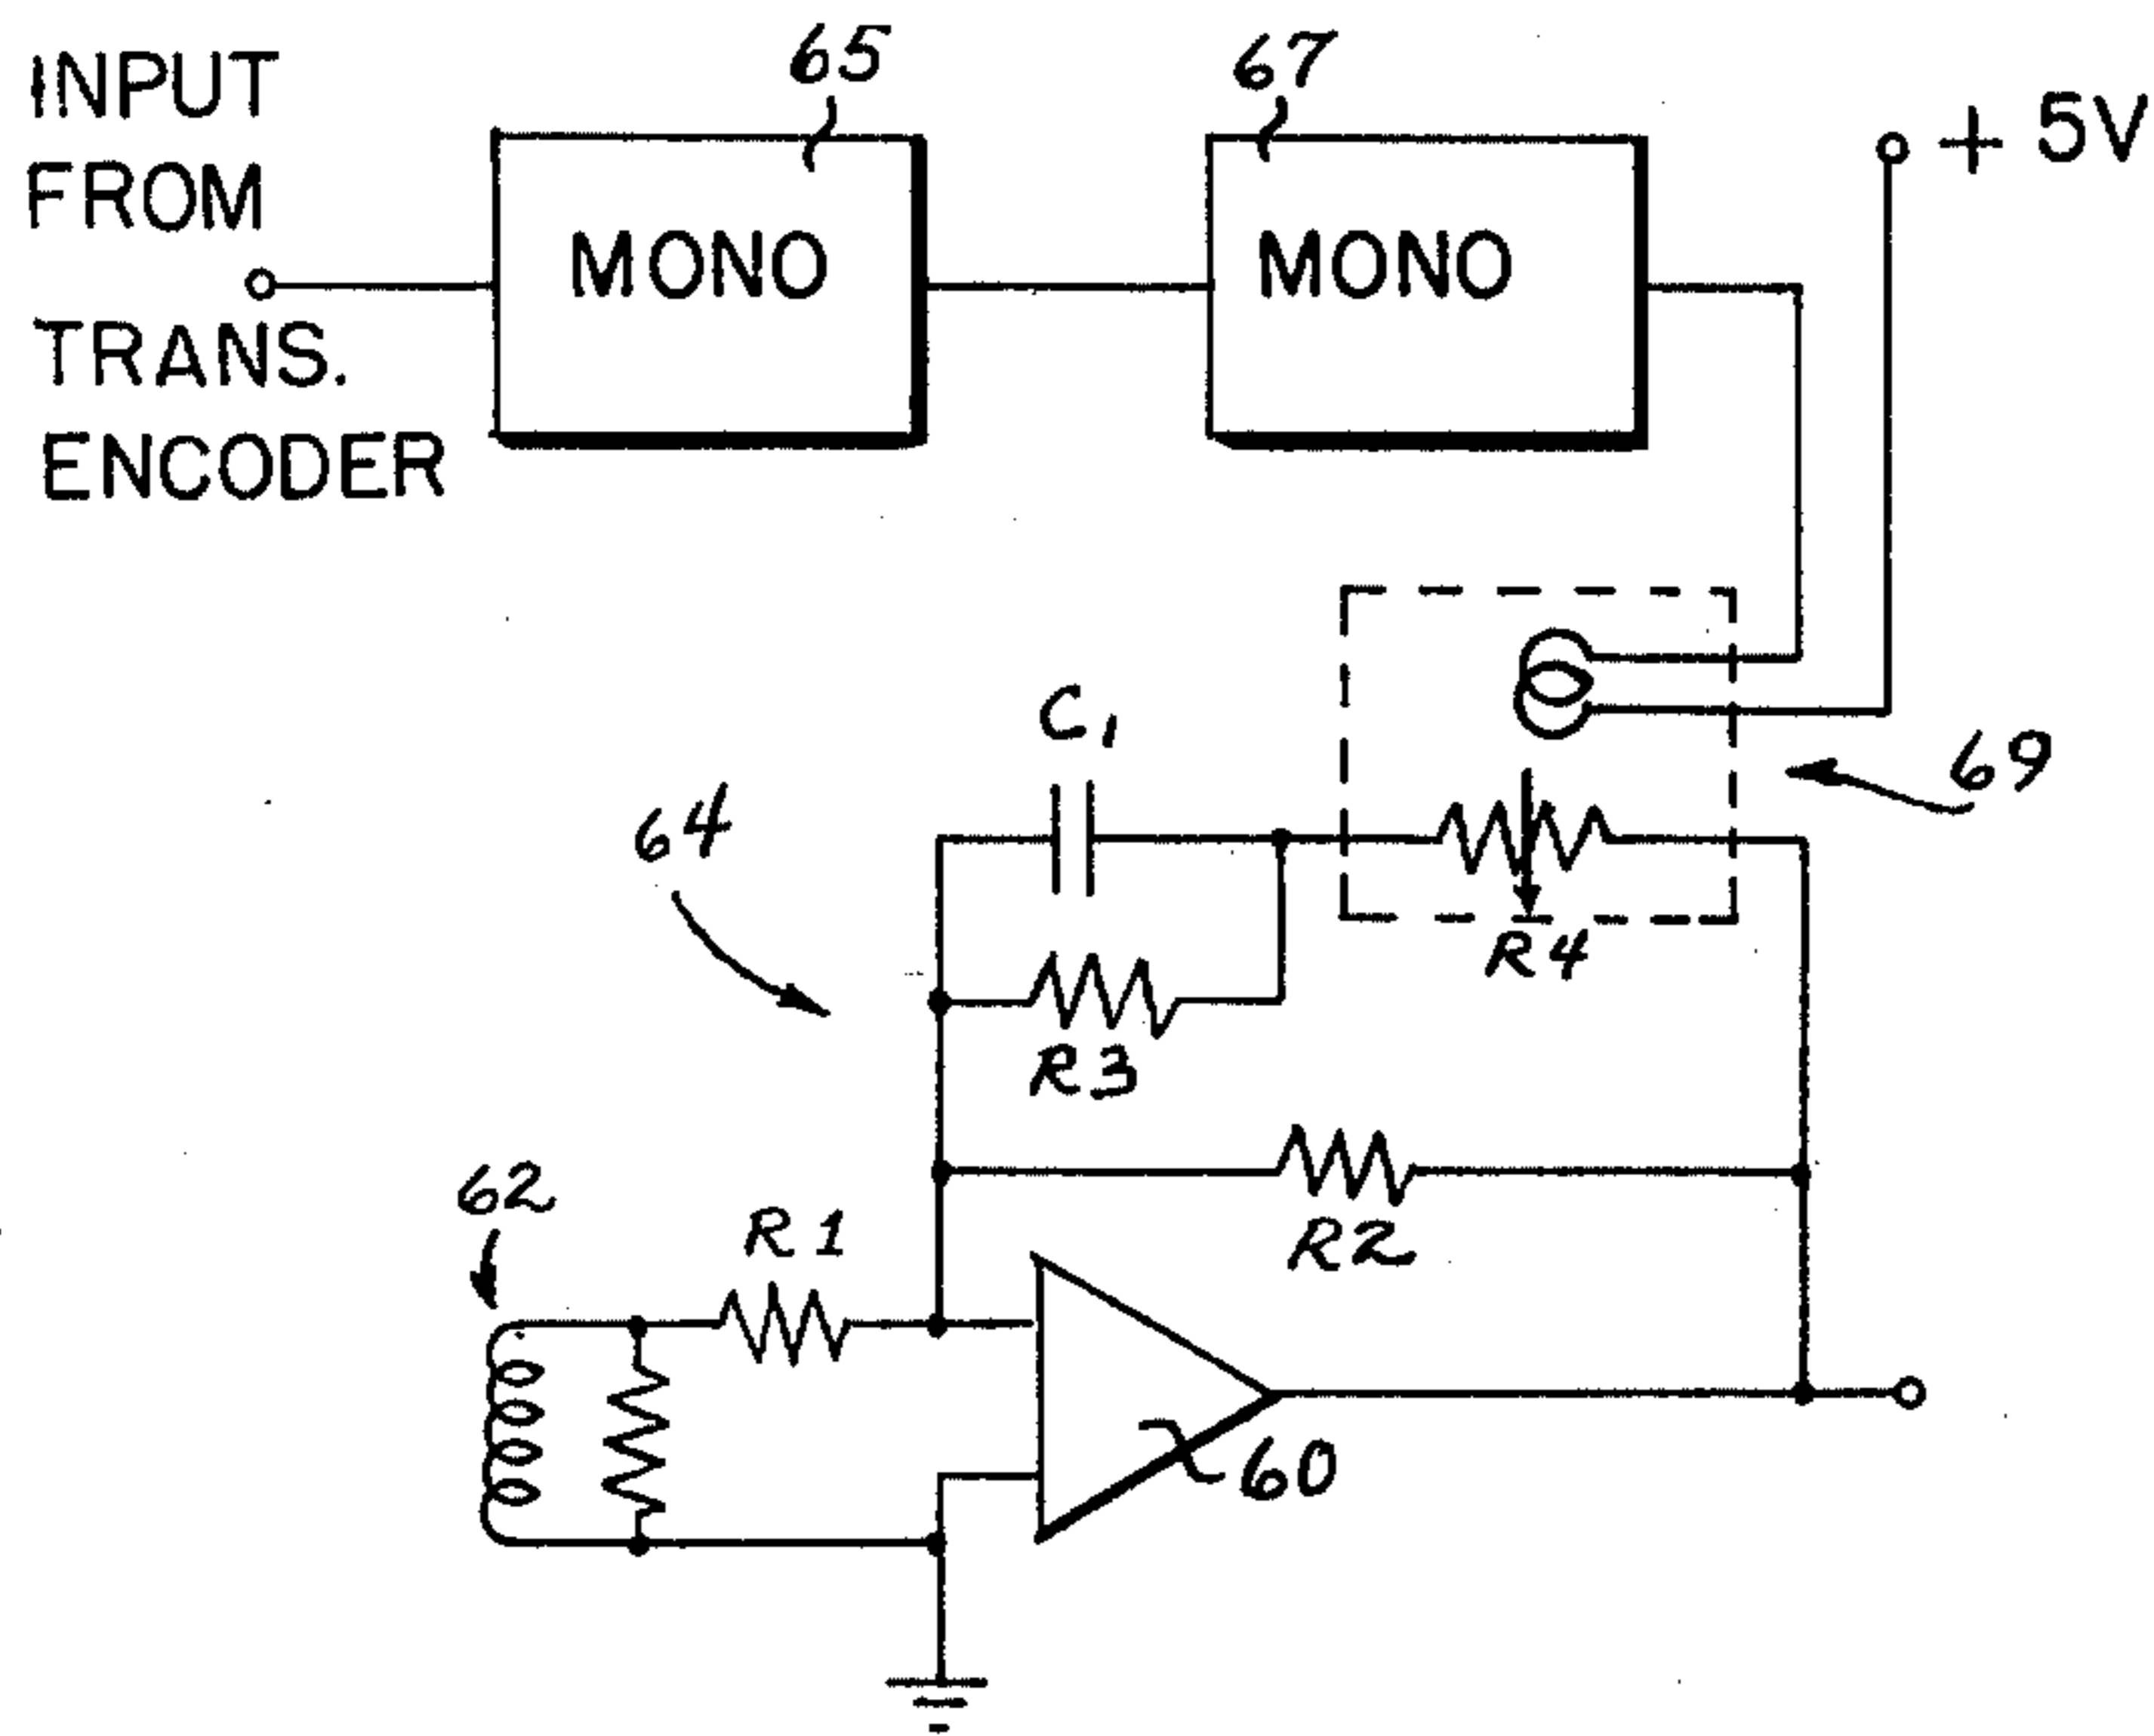 INPUT
FROM
TRANS.
ENCODER
65
MONO
67
MONO
+ 5V
69
C1
64
R4
R3
R2
62
R1
60